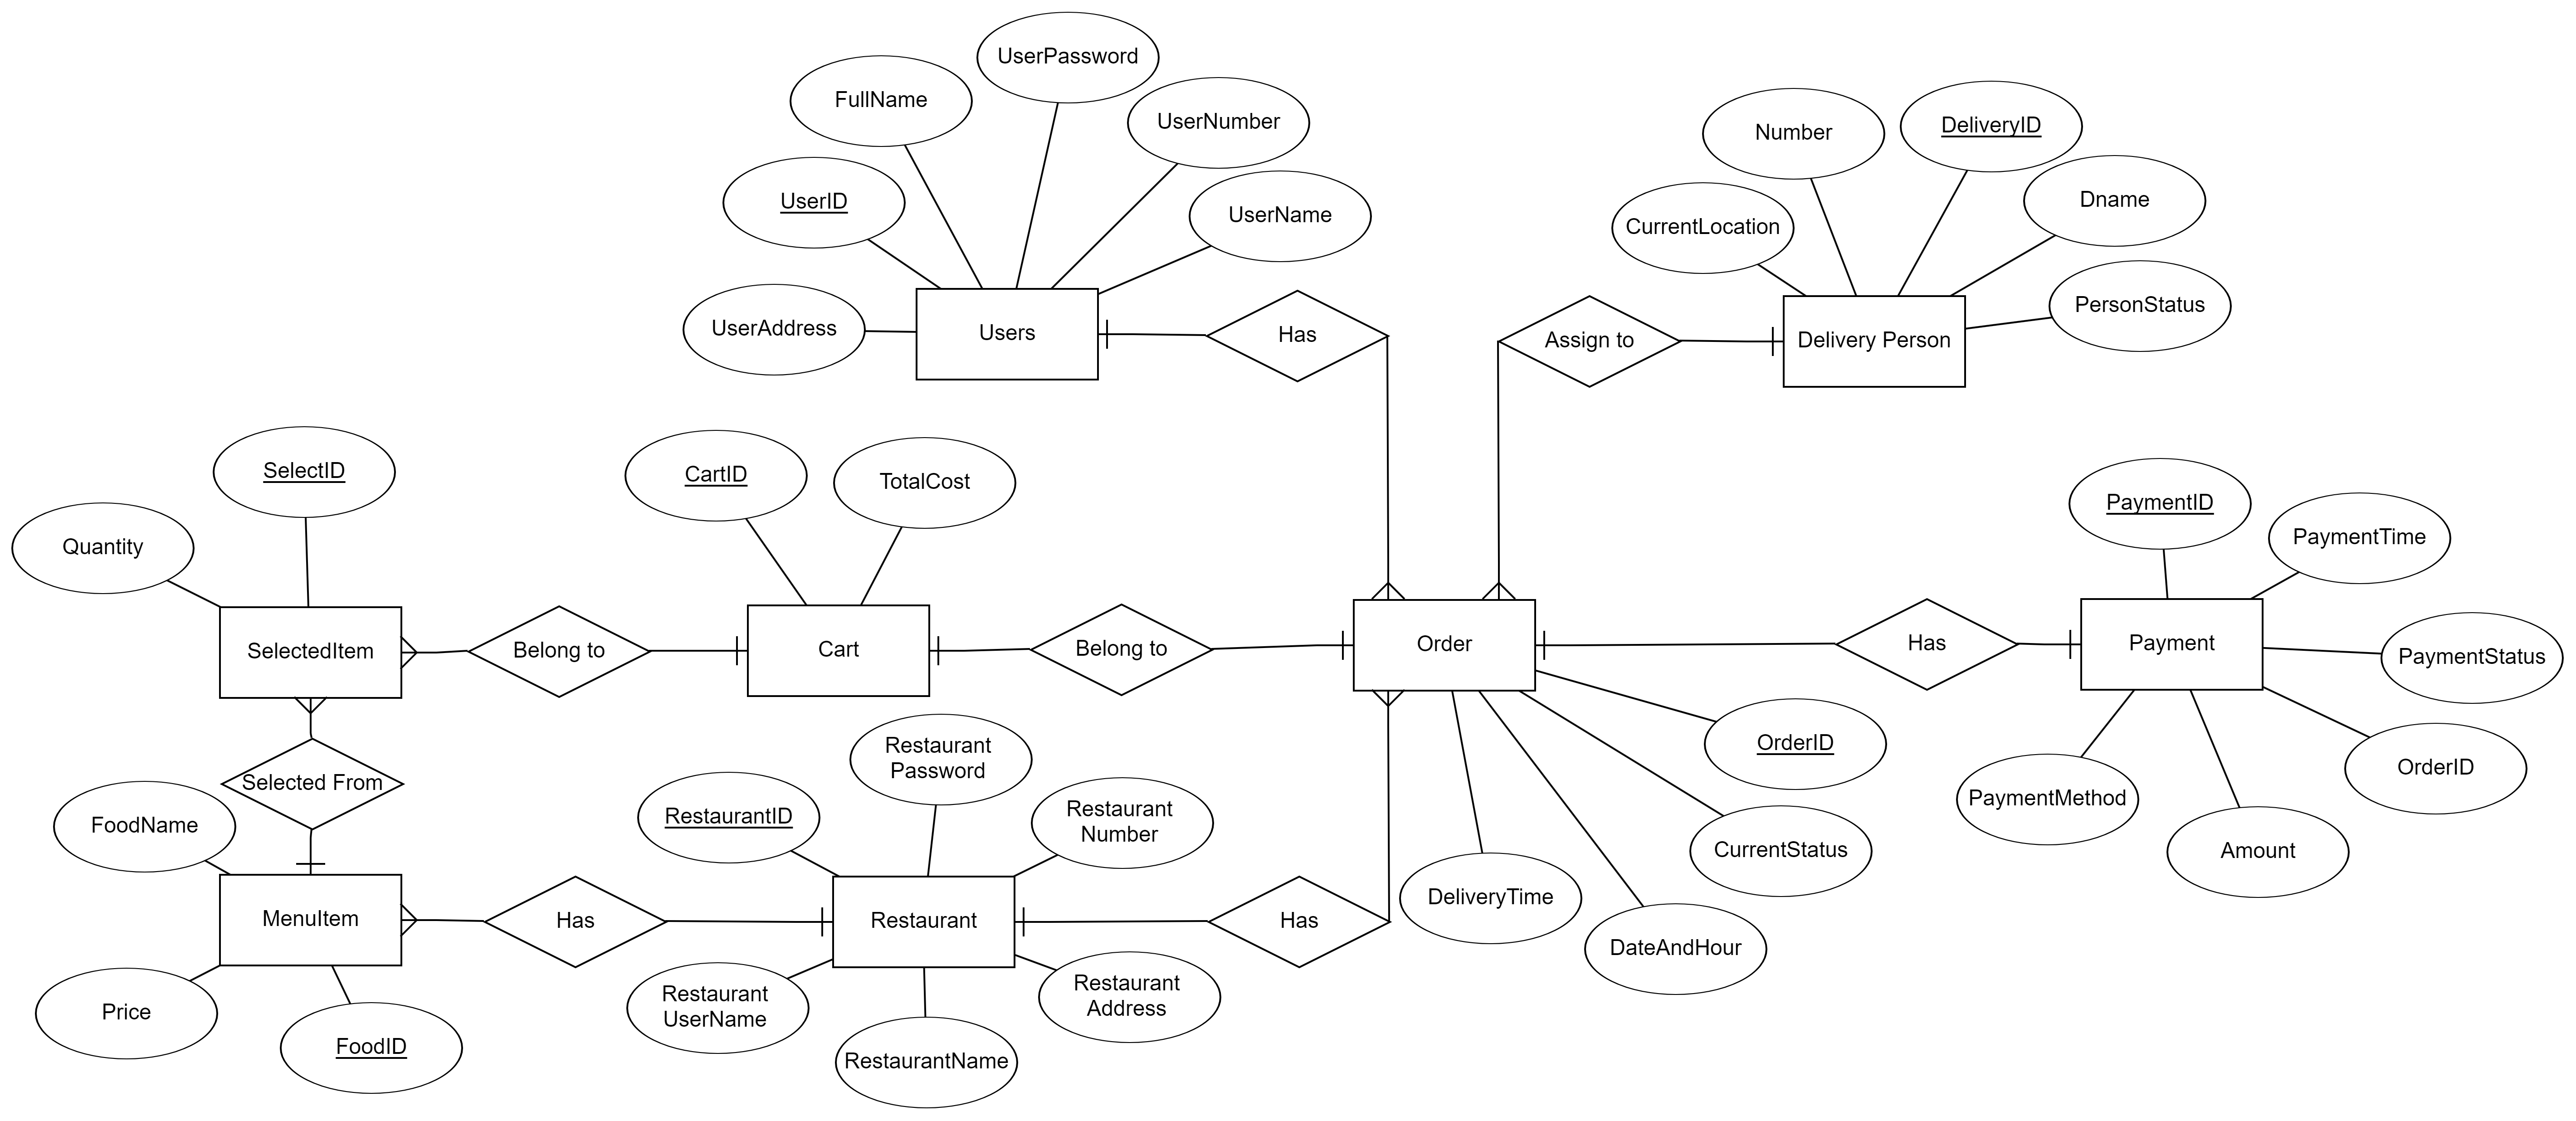 UserPassword
FullName
UserNumber
UserID
UserName
UserAddress
Users
Has
Number
DeliveryID
CurrentLocation
Dname
PersonStatus
Assign to
Delivery Person
SelectID
Quantity
CartID
TotalCost
SelectedItem
Belong to
Cart
Belong to
Order
Has
Payment
PaymentID
PaymentTime
PaymentStatus
OrderID
PaymentMethod
Amount
OrderID
CurrentStatus
DeliveryTime
DateAndHour
Selected From
FoodName
MenuItem
Price
FoodID
Has
Restaurant
Password
RestaurantID
Restaurant
Number
Restaurant
Has
Restaurant
UserName
Restaurant
Address
RestaurantName